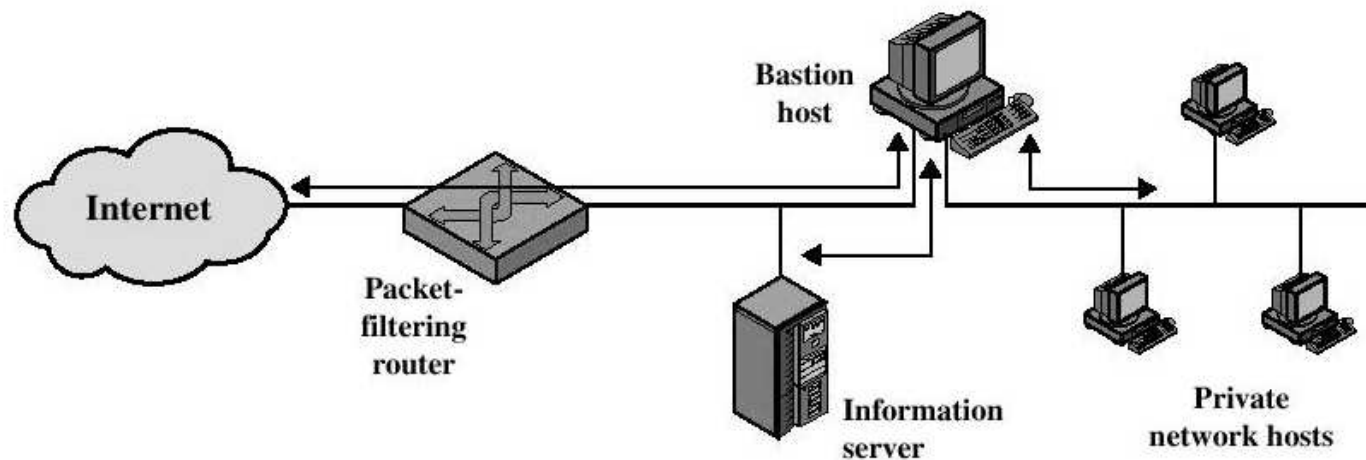 Bastion
host
Internet
Packet-
filtering
router
Information
server
Private
network hosts